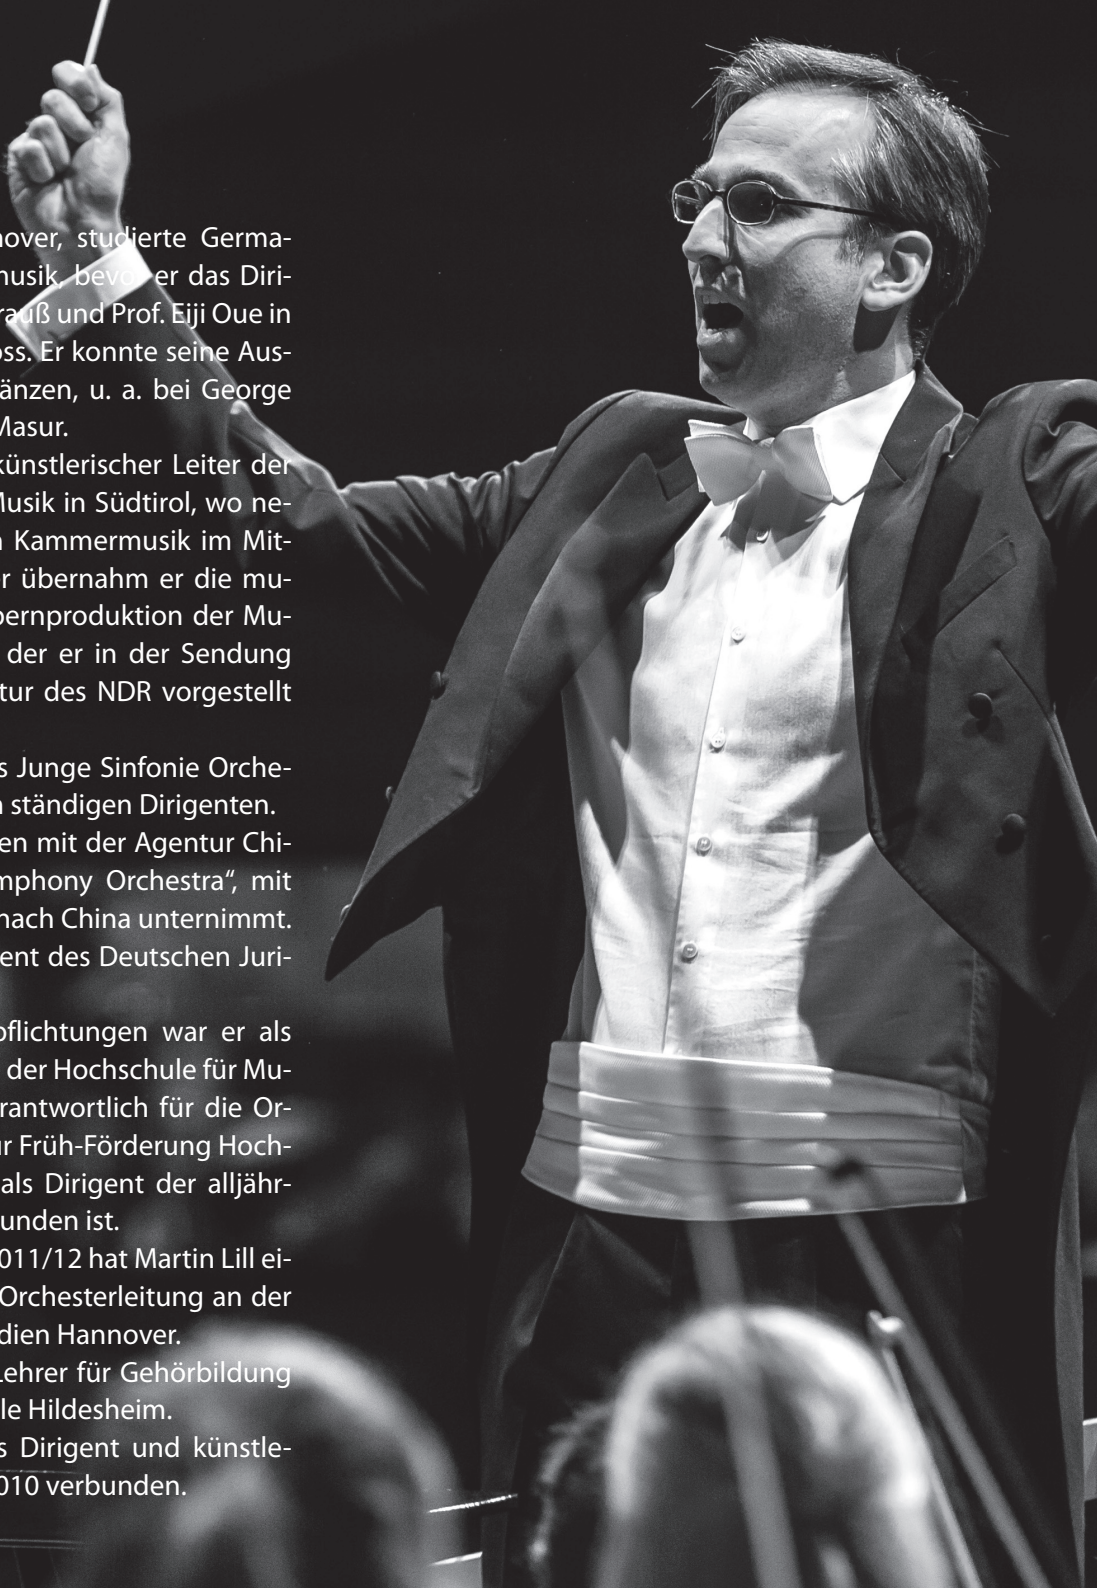 nover, studierte Germa-
musik, bevor er das Diri-
rauß und Prof. Eiji Oue in
oss. Er konnte seine Aus-
änzen, u. a. bei George
Masur.
künstlerischer Leiter der
Musik in Südtirol, wo ne-
n Kammermusik im Mit-
r übernahm er die mu-
pernproduktion der Mu-
der er in der Sendung
tur des NDR vorgestellt
s Junge Sinfonie Orche-
n ständigen Dirigenten.
en mit der Agentur Chi-
mphony Orchestra“, mit
nach China unternimmt.
ent des Deutschen Juri-
pflichtungen war er als
der Hochschule für Mu-
rantwortlich für die Or-
ur Früh-Förderung Hoch-
als Dirigent der alljähr-
unden ist.
011/12 hat Martin Lill ei-
Orchesterleitung an der
dien Hannover.
Lehrer für Gehörbildung
le Hildesheim.
s Dirigent und künstle-
010 verbunden.